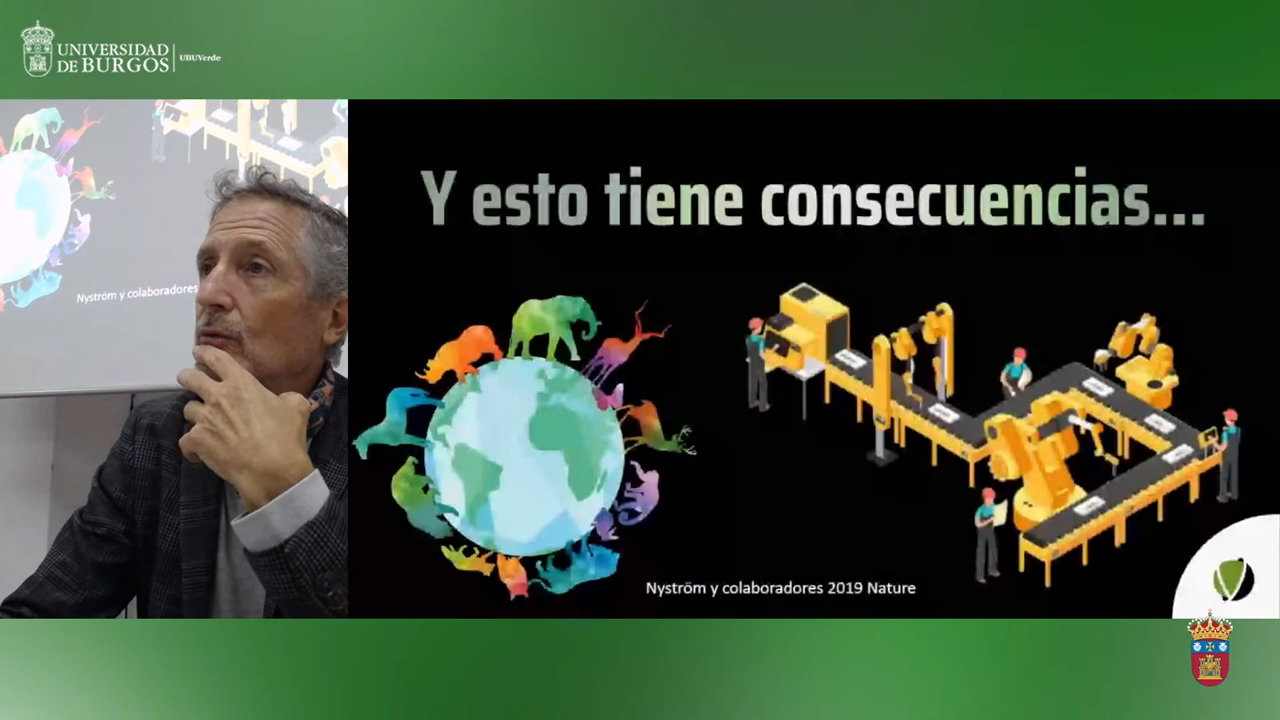 UNIVERSIDAD
DE BURGOS
UBUVerde
Nyström y colaboradores
Y esto tiene consecuencias...
Nyström y colaboradores 2019 Nature